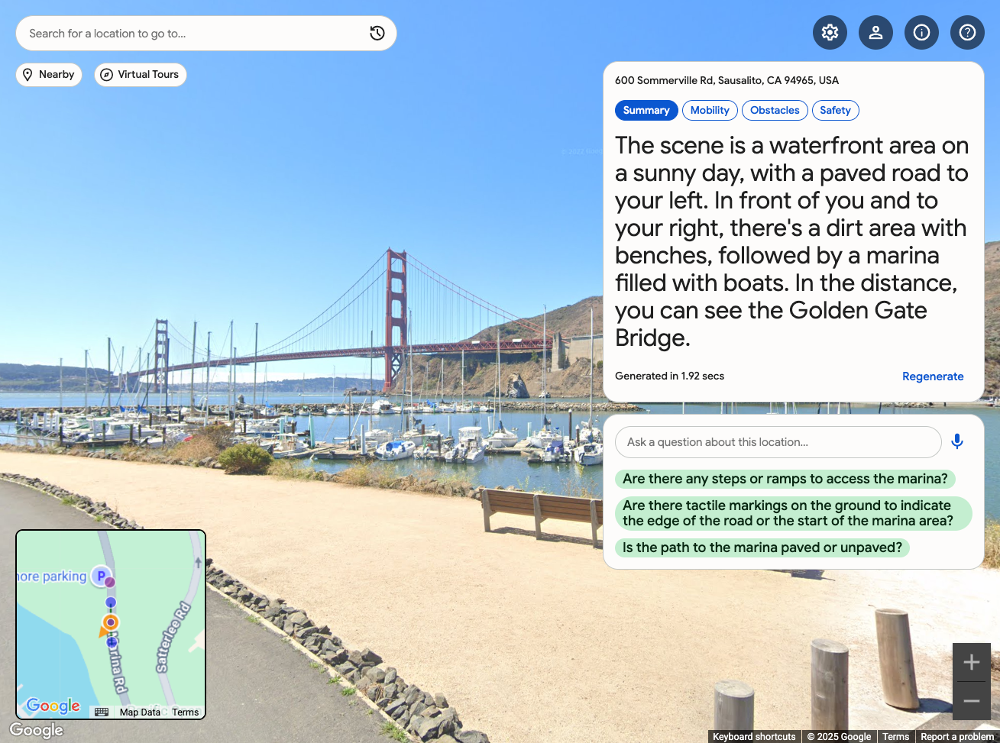 Search for a location to go to...
Nearby
Virtual Tours
600 Sommerville Rd, Sausalito, CA 94965, USA
Summary
Mobility
Obstacles
Safety
The scene is a waterfront area on
a sunny day, with a paved road to
your left. In front of you and to
your right, there's a dirt area with
benches, followed by a marina
filled with boats. In the distance,
you can see the Golden Gate
Bridge.
Generated in 1.92 secs
Regenerate
Ask a question about this location...
Are there any steps or ramps to access the marina?
Are there tactile markings on the ground to indicate
the edge of the road or the start of the marina area?
Is the path to the marina paved or unpaved?
parking
P
Satterlee Rd
Rd
Google
Map Data
Terms
Google
Keyboard shortcuts
© 2025 Google
Terms
Report a problem